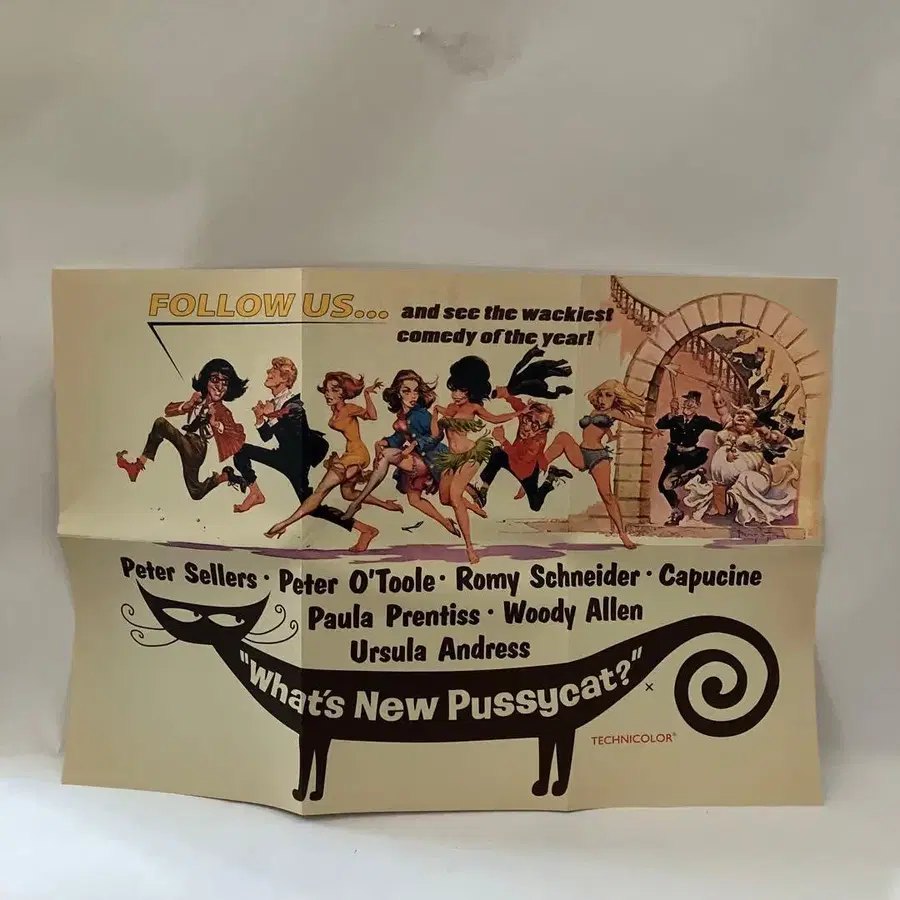 FOLLOW US...
and see the wackiest
comedy of the year!
Peter Sellers · Peter O'Toole · Romy Schneider · Capucine
Paula Prentiss · Woody Allen
Ursula Andress
"What's New Pussycat?"
x
TECHNICOLOR®